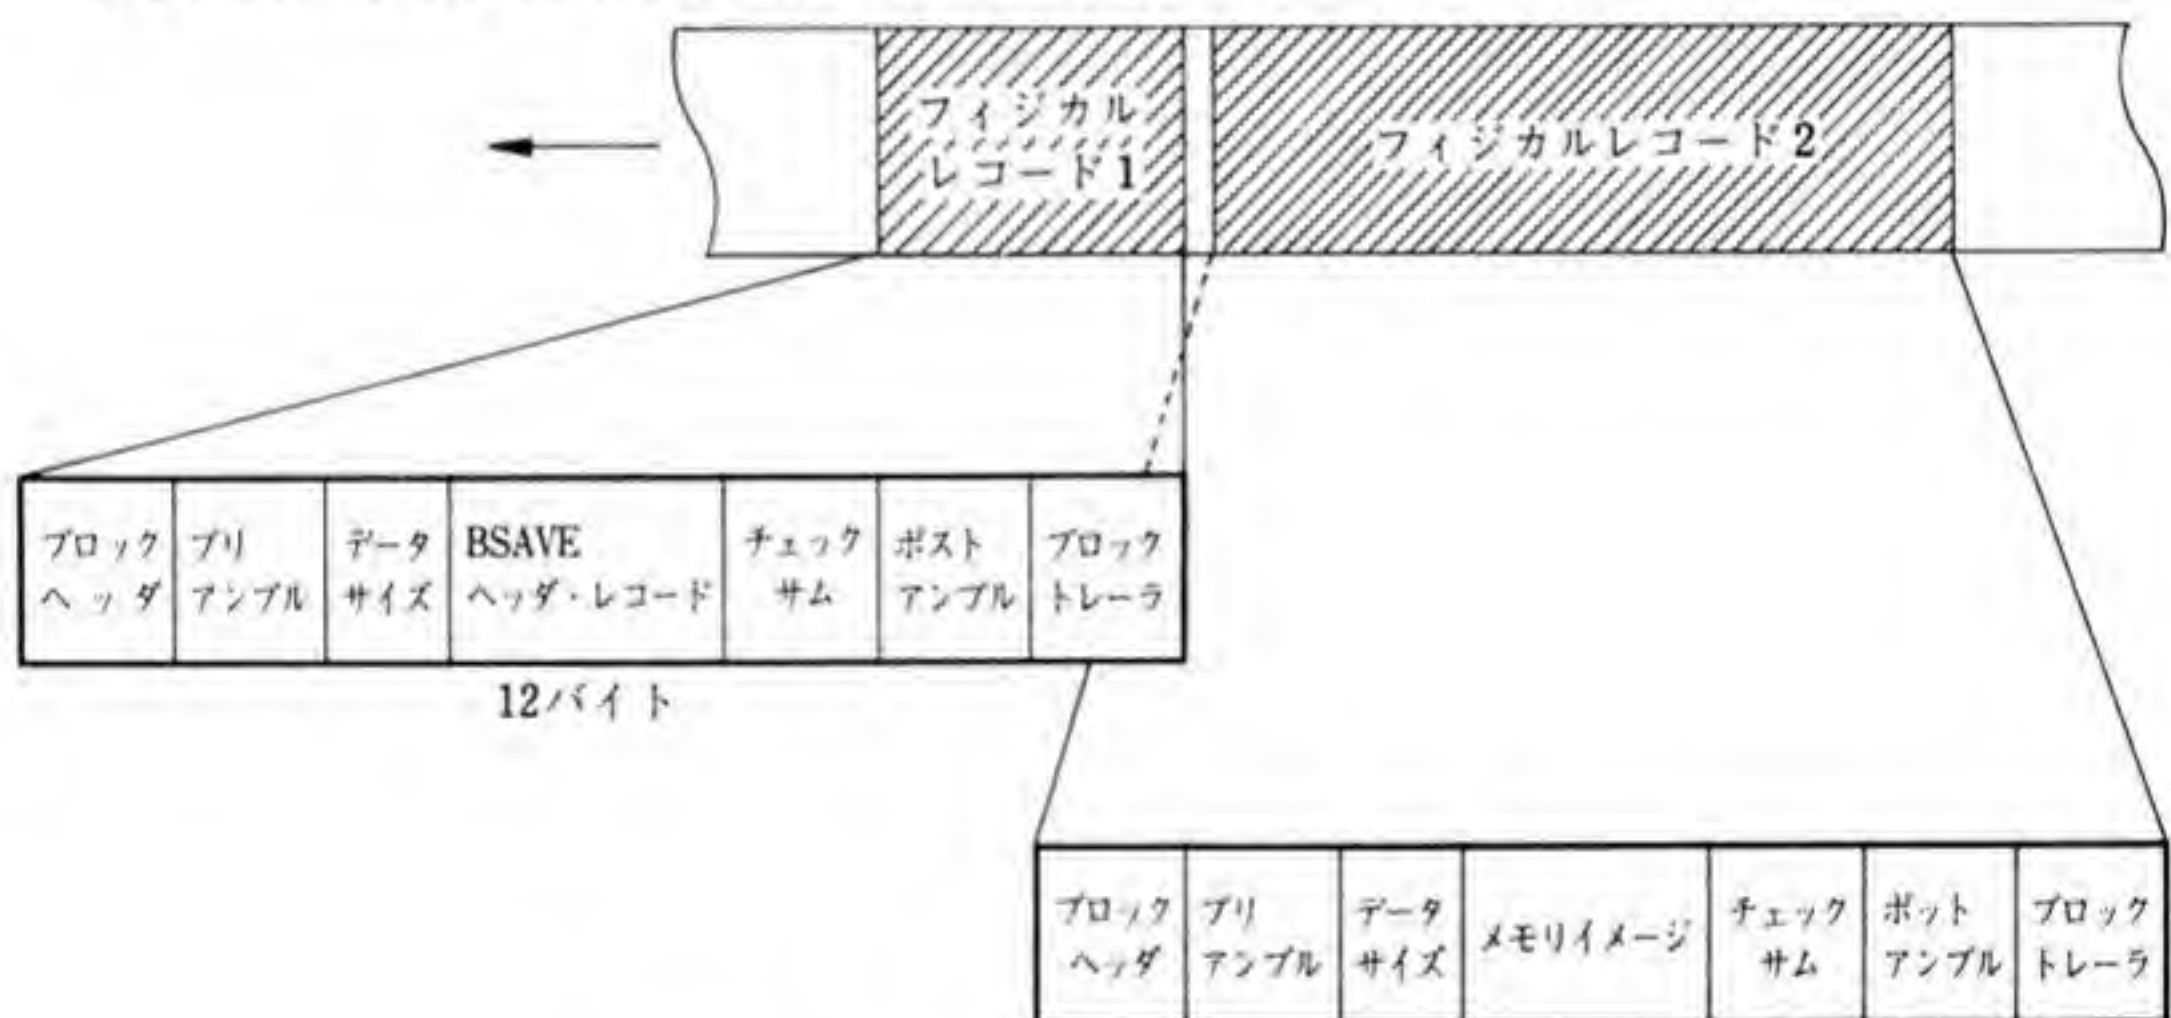 フィジカル
レコード1
フィジカルレコード2
ブロック
ヘッダ
プリ
アンブル
データ
サイズ
BSAVE
ヘッダ・レコード
チェック
サム
ポスト
アンブル
ブロック
トレーラ
12バイト
ブロック
ヘッダ
プリ
アンブル
データ
サイズ
メモリイメージ
チェック
サム
ポット
アンブル
ブロック
トレーラ